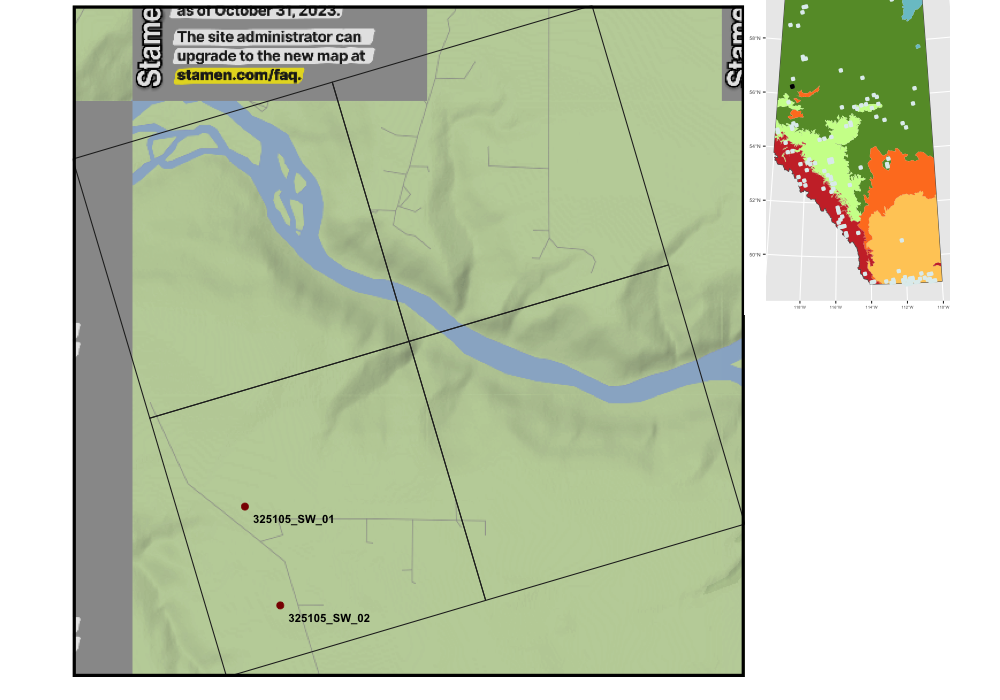 as of October 31, 2023.
The site administrator can
upgrade to the new map at
stamen.com/faq.
Stame
Stame
325105_SW_01
325105_SW_02
58°N
56°N
54°N
52°N
50°N
118°W
116°W
114°W
112°W
110°W